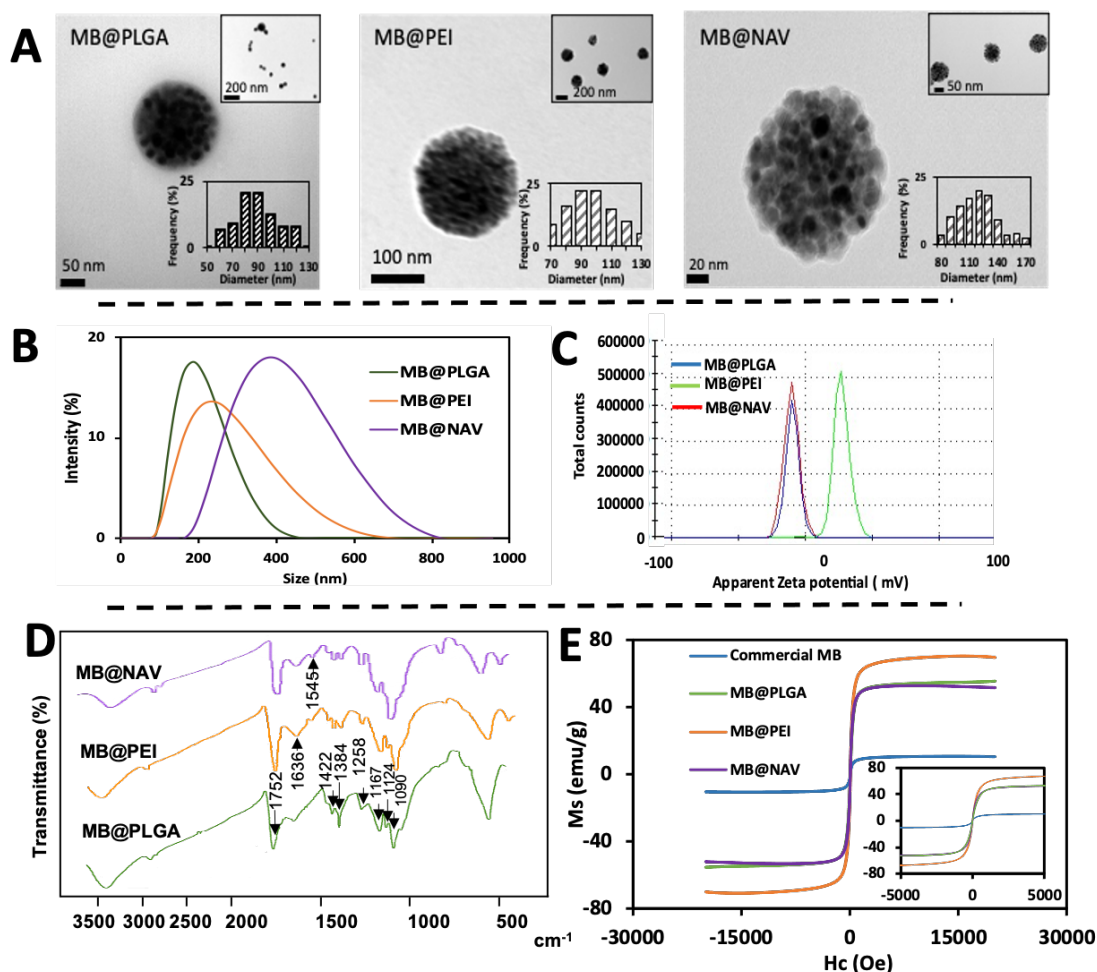 A
MB@PLGA
200 nm
Frequency (%)
25
0
50 70 90 110 130
Diameter (nm)
50 nm
MB@PEI
200 nm
Frequency (%)
25
0
70 90 110 130
Diameter (nm)
100 nm
MB@NAV
50 nm
Frequency (%)
25
0
80 110 140 170
Diameter (nm)
20 nm
B
Intensity (%)
20
10
0
0 200 400 600 800 1000
Size (nm)
MB@PLGA
MB@PEI
MB@NAV
C
Total counts
600000
500000
400000
300000
200000
100000
0
-100 0 100
Apparent Zeta potential ( mV)
MB@PLGA
MB@PEI
MB@NAV
D
Transmittance (%)
MB@NAV
1545
MB@PEI
1636
MB@PLGA
1752
1422
1384
1258
1167
1124
1090
3500 3000 2500 2000 1500 1000 500
cm-1
E
Ms (emu/g)
80
40
0
-40
-80
-30000 -15000 0 15000 30000
Hc (Oe)
Commercial MB
MB@PLGA
MB@PEI
MB@NAV
80
40
0
-40
-80
-5000 0 5000